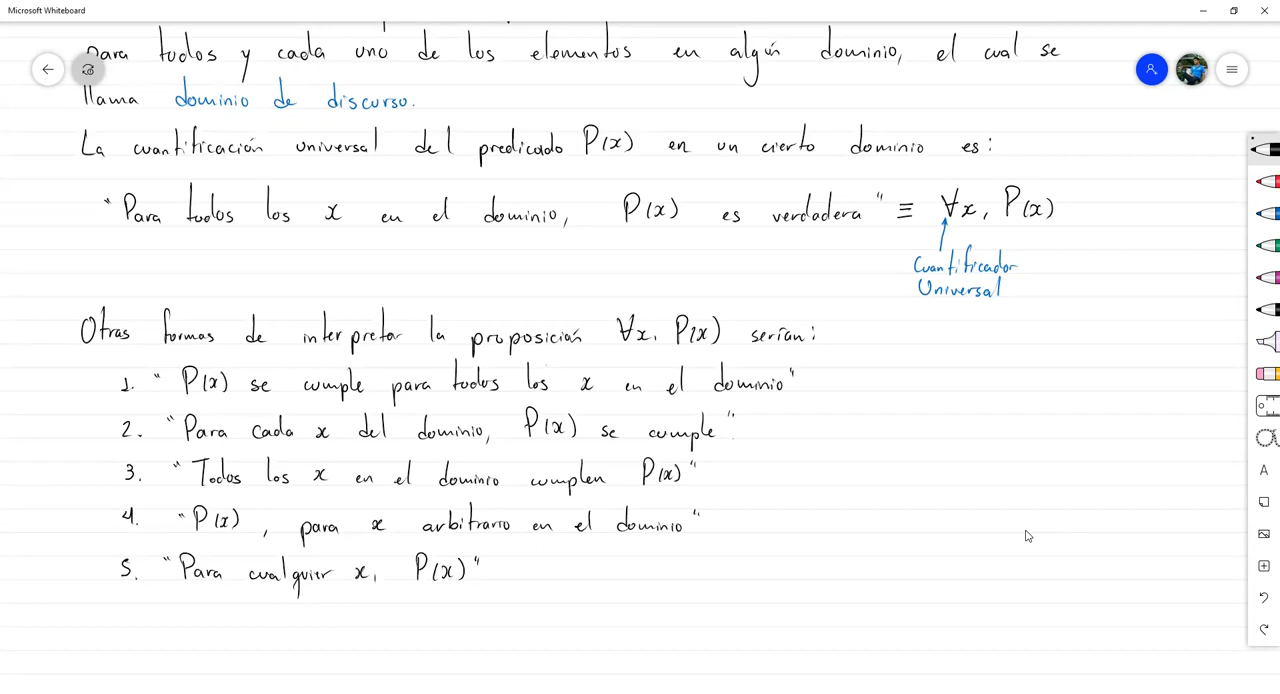 Microsoft Whiteboard
para todos y cada uno de los elementos en algún dominio, el cual se
llama dominio de discurso.
La cuantificación universal del predicado P(x) en un cierto dominio es:
"Para todos los x en el dominio, P(x) es verdadera" ≡ ∀x, P(x)
Cuantificador
Universal
Otras formas de interpretar la proposición ∀x, P(x) serían:
1. "P(x) se cumple para todos los x en el dominio"
2. "Para cada x del dominio, P(x) se cumple"
3. "Todos los x en el dominio cumplen P(x)"
4. "P(x), para x arbitrario en el dominio"
5. "Para cualquier x, P(x)"